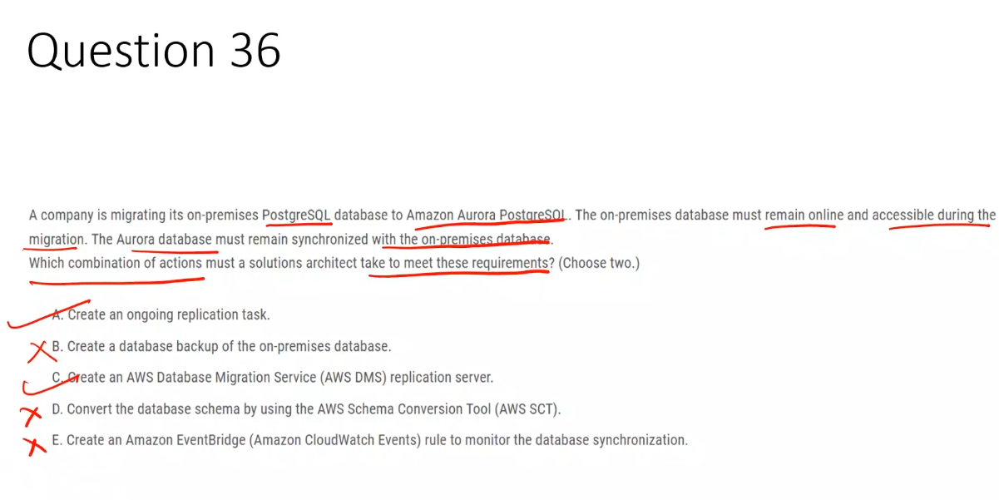 Question 36
A company is migrating its on-premises PostgreSQL database to Amazon Aurora PostgreSQL. The on-premises database must remain online and accessible during the
migration. The Aurora database must remain synchronized with the on-premises database.
Which combination of actions must a solutions architect take to meet these requirements? (Choose two.)
A. Create an ongoing replication task.
B. Create a database backup of the on-premises database.
C. Create an AWS Database Migration Service (AWS DMS) replication server.
D. Convert the database schema by using the AWS Schema Conversion Tool (AWS SCT).
E. Create an Amazon EventBridge (Amazon CloudWatch Events) rule to monitor the database synchronization.